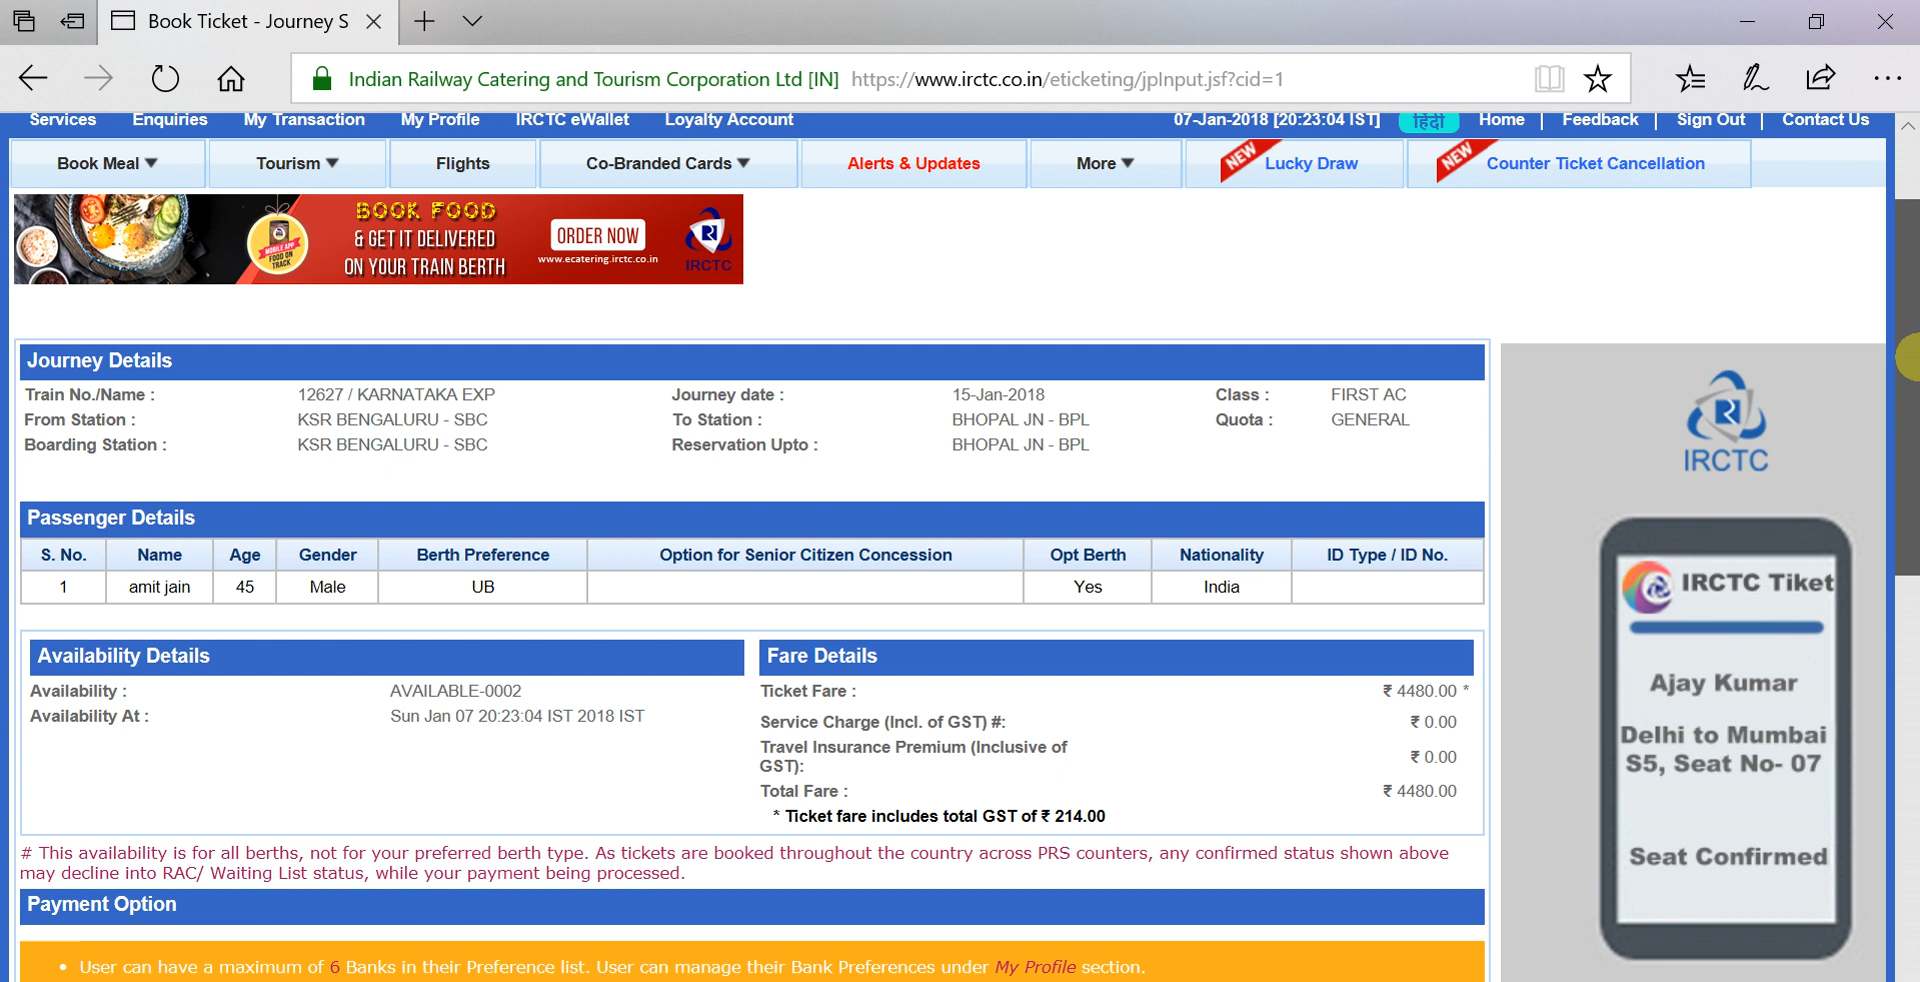 Book Ticket - Journey S
Indian Railway Catering and Tourism Corporation Ltd [IN] https://www.irctc.co.in/eticketing/jpInput.jsf?cid=1
Services Enquiries My Transaction My Profile IRCTC eWallet Loyalty Account 07-Jan-2018 [20:23:04 IST] हिंदी Home | Feedback | Sign Out | Contact Us
Book Meal Tourism Flights Co-Branded Cards Alerts & Updates More NEW Lucky Draw NEW Counter Ticket Cancellation
MOBILE APP
FOOD ON
TRACK
BOOK FOOD
& GET IT DELIVERED
ON YOUR TRAIN BERTH
ORDER NOW
www.ecatering.irctc.co.in
IRCTC
Journey Details
Train No./Name : 12627 / KARNATAKA EXP Journey date : 15-Jan-2018 Class : FIRST AC
From Station : KSR BENGALURU - SBC To Station : BHOPAL JN - BPL Quota : GENERAL
Boarding Station : KSR BENGALURU - SBC Reservation Upto : BHOPAL JN - BPL
Passenger Details
S. No. Name Age Gender Berth Preference Option for Senior Citizen Concession Opt Berth Nationality ID Type / ID No.
1 amit jain 45 Male UB Yes India
Availability Details
Availability : AVAILABLE-0002
Availability At : Sun Jan 07 20:23:04 IST 2018 IST
Fare Details
Ticket Fare : ₹ 4480.00 *
Service Charge (Incl. of GST) #: ₹ 0.00
Travel Insurance Premium (Inclusive of
GST): ₹ 0.00
Total Fare : ₹ 4480.00
* Ticket fare includes total GST of ₹ 214.00
# This availability is for all berths, not for your preferred berth type. As tickets are booked throughout the country across PRS counters, any confirmed status shown above
may decline into RAC/ Waiting List status, while your payment being processed.
Payment Option
• User can have a maximum of 6 Banks in their Preference list. User can manage their Bank Preferences under My Profile section.
IRCTC
IRCTC Tiket
Ajay Kumar
Delhi to Mumbai
S5, Seat No- 07
Seat Confirmed